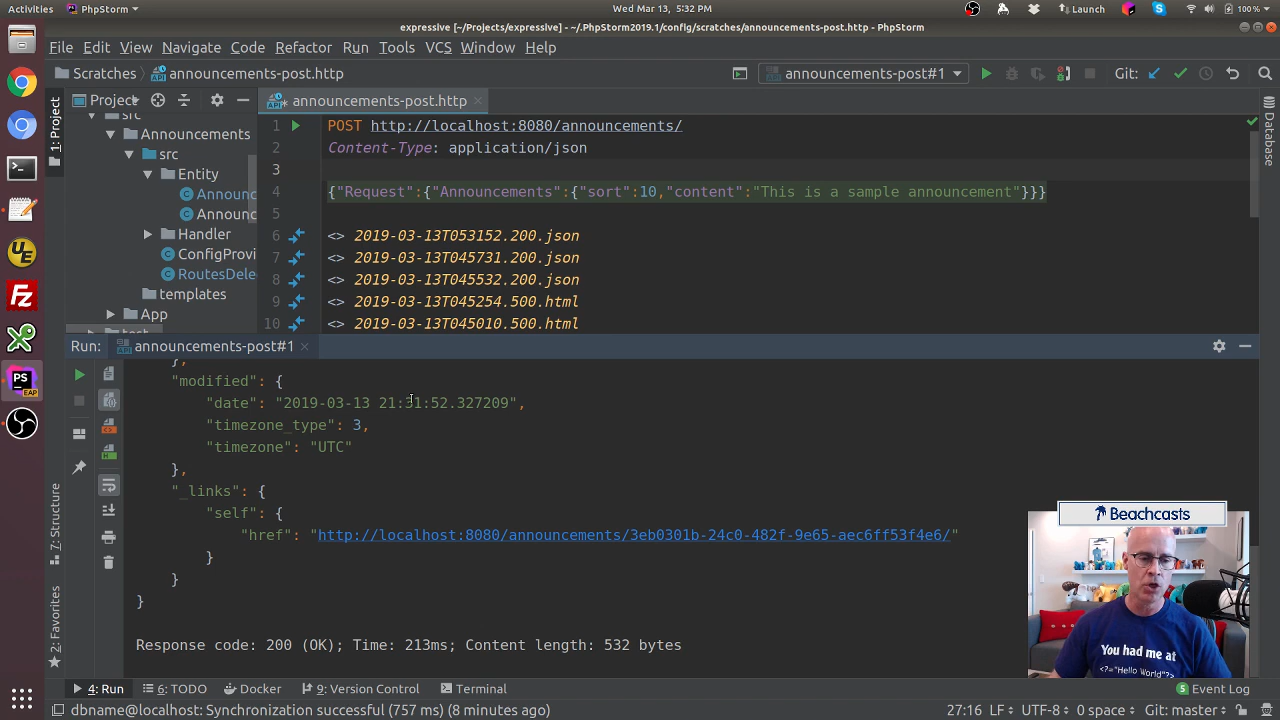 Activities
PhpStorm
Wed Mar 13, 5:32 PM
Launch
100%
expressive [~/Projects/expressive] - ~/.PhpStorm2019.1/config/scratches/announcements-post.http - PhpStorm
File Edit View Navigate Code Refactor Run Tools VCS Window Help
Scratches
announcements-post.http
announcements-post#1
Git:
Project
announcements-post.http
1: Project
Database
src
Announcements
src
Entity
Announc
Announc
Handler
ConfigProvi
RoutesDele
templates
App
test
1 POST http://localhost:8080/announcements/
2 Content-Type: application/json
3
4 {"Request":{"Announcements":{"sort":10,"content":"This is a sample announcement"}}}
5
6 <> 2019-03-13T053152.200.json
7 <> 2019-03-13T045731.200.json
8 <> 2019-03-13T045532.200.json
9 <> 2019-03-13T045254.500.html
10 <> 2019-03-13T045010.500.html
Run: announcements-post#1
},
"modified": {
"date": "2019-03-13 21:31:52.327209",
"timezone_type": 3,
"timezone": "UTC"
},
"_links": {
"self": {
"href": "http://localhost:8080/announcements/3eb0301b-24c0-482f-9e65-aec6ff53f4e6/"
}
}
}
Response code: 200 (OK); Time: 213ms; Content length: 532 bytes
7: Structure
2: Favorites
PS
EAP
Beachcasts
You had me at
<?="Hello World"?>
4: Run
6: TODO
Docker
9: Version Control
Terminal
Event Log
dbname@localhost: Synchronization successful (757 ms) (8 minutes ago)
27:16 LF UTF-8 0 space Git: master